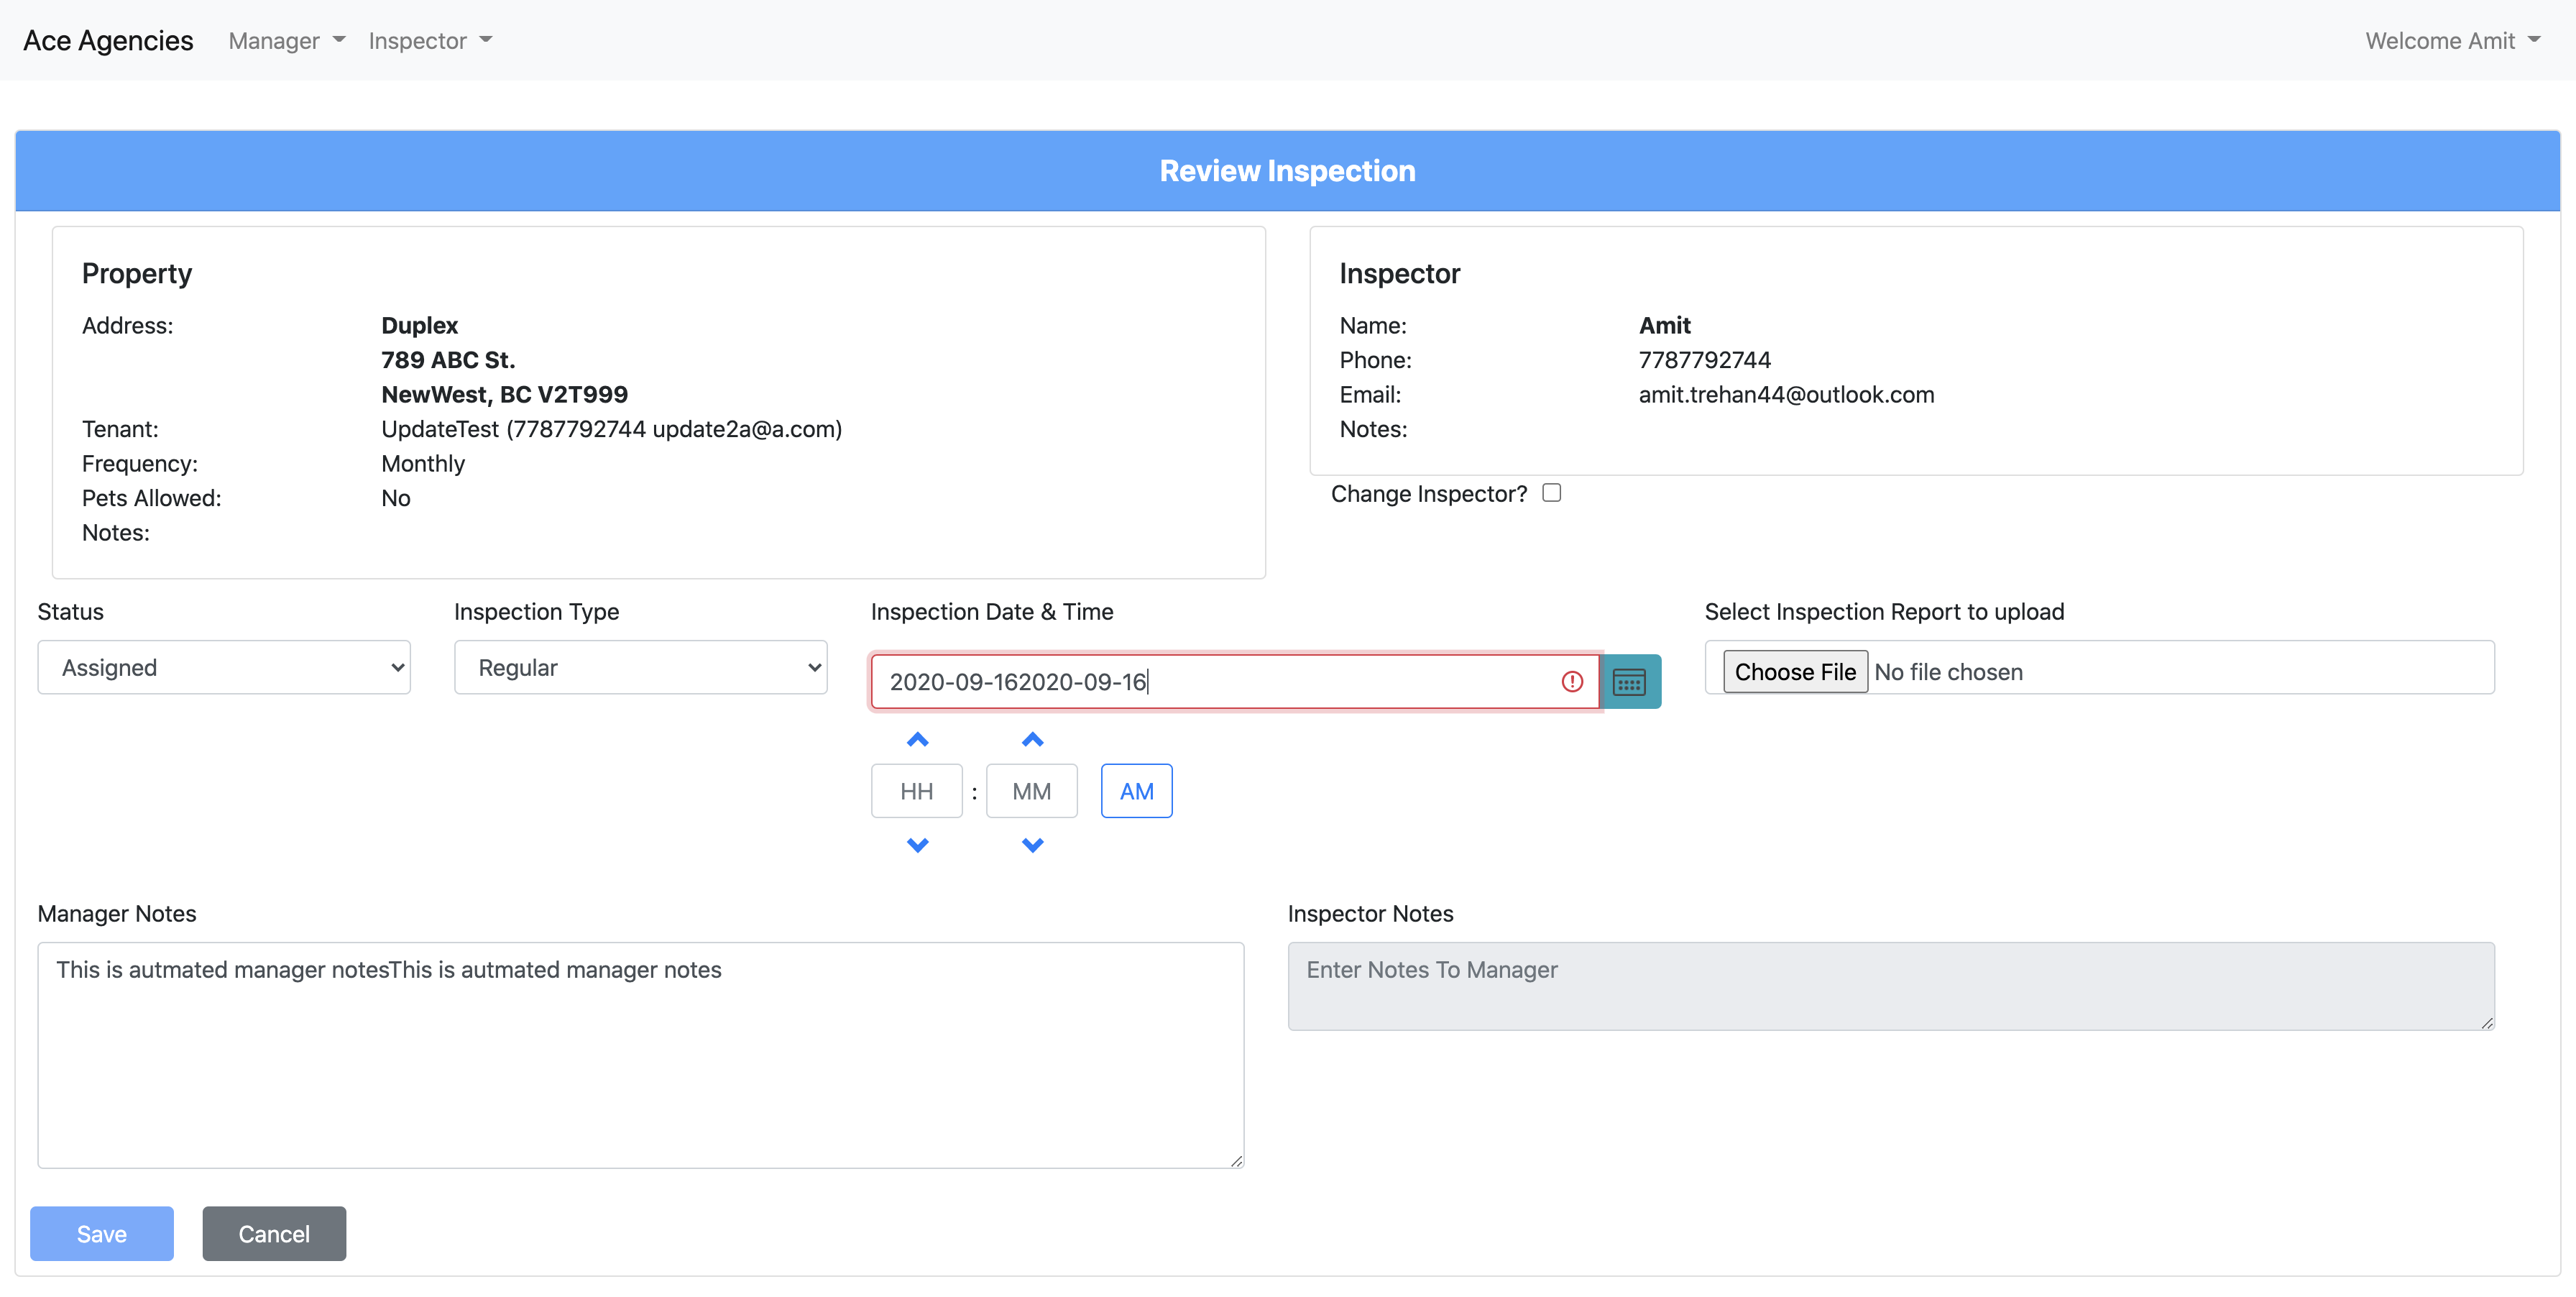 Ace Agencies Manager Inspector Welcome Amit
Review Inspection
Property
Address: Duplex
789 ABC St.
NewWest, BC V2T999
Tenant: UpdateTest (7787792744 update2a@a.com)
Frequency: Monthly
Pets Allowed: No
Notes:
Inspector
Name: Amit
Phone: 7787792744
Email: amit.trehan44@outlook.com
Notes:
Change Inspector?
Status
Assigned
Inspection Type
Regular
Inspection Date & Time
2020-09-162020-09-16
HH : MM AM
Select Inspection Report to upload
Choose File No file chosen
Manager Notes
This is autmated manager notesThis is autmated manager notes
Inspector Notes
Enter Notes To Manager
Save Cancel